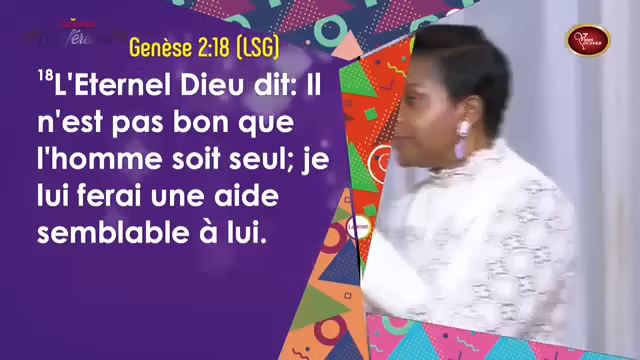 Genèse 2:18 (LSG)
18L'Eternel Dieu dit: Il
n'est pas bon que
l'homme soit seul; je
lui ferai une aide
semblable à lui.